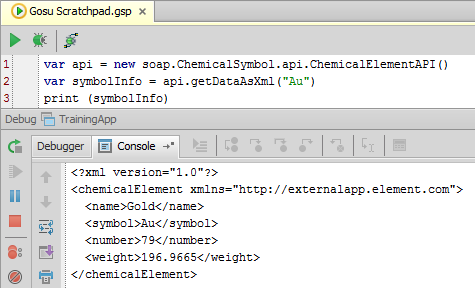 Gosu Scratchpad.gsp
1 var api = new soap.ChemicalSymbol.api.ChemicalElementAPI()
2 var symbolInfo = api.getDataAsXml("Au")
3 print (symbolInfo)
Debug TrainingApp
Debugger Console
<?xml version="1.0"?>
<chemicalElement xmlns="http://externalapp.element.com">
<name>Gold</name>
<symbol>Au</symbol>
<number>79</number>
<weight>196.9665</weight>
</chemicalElement>